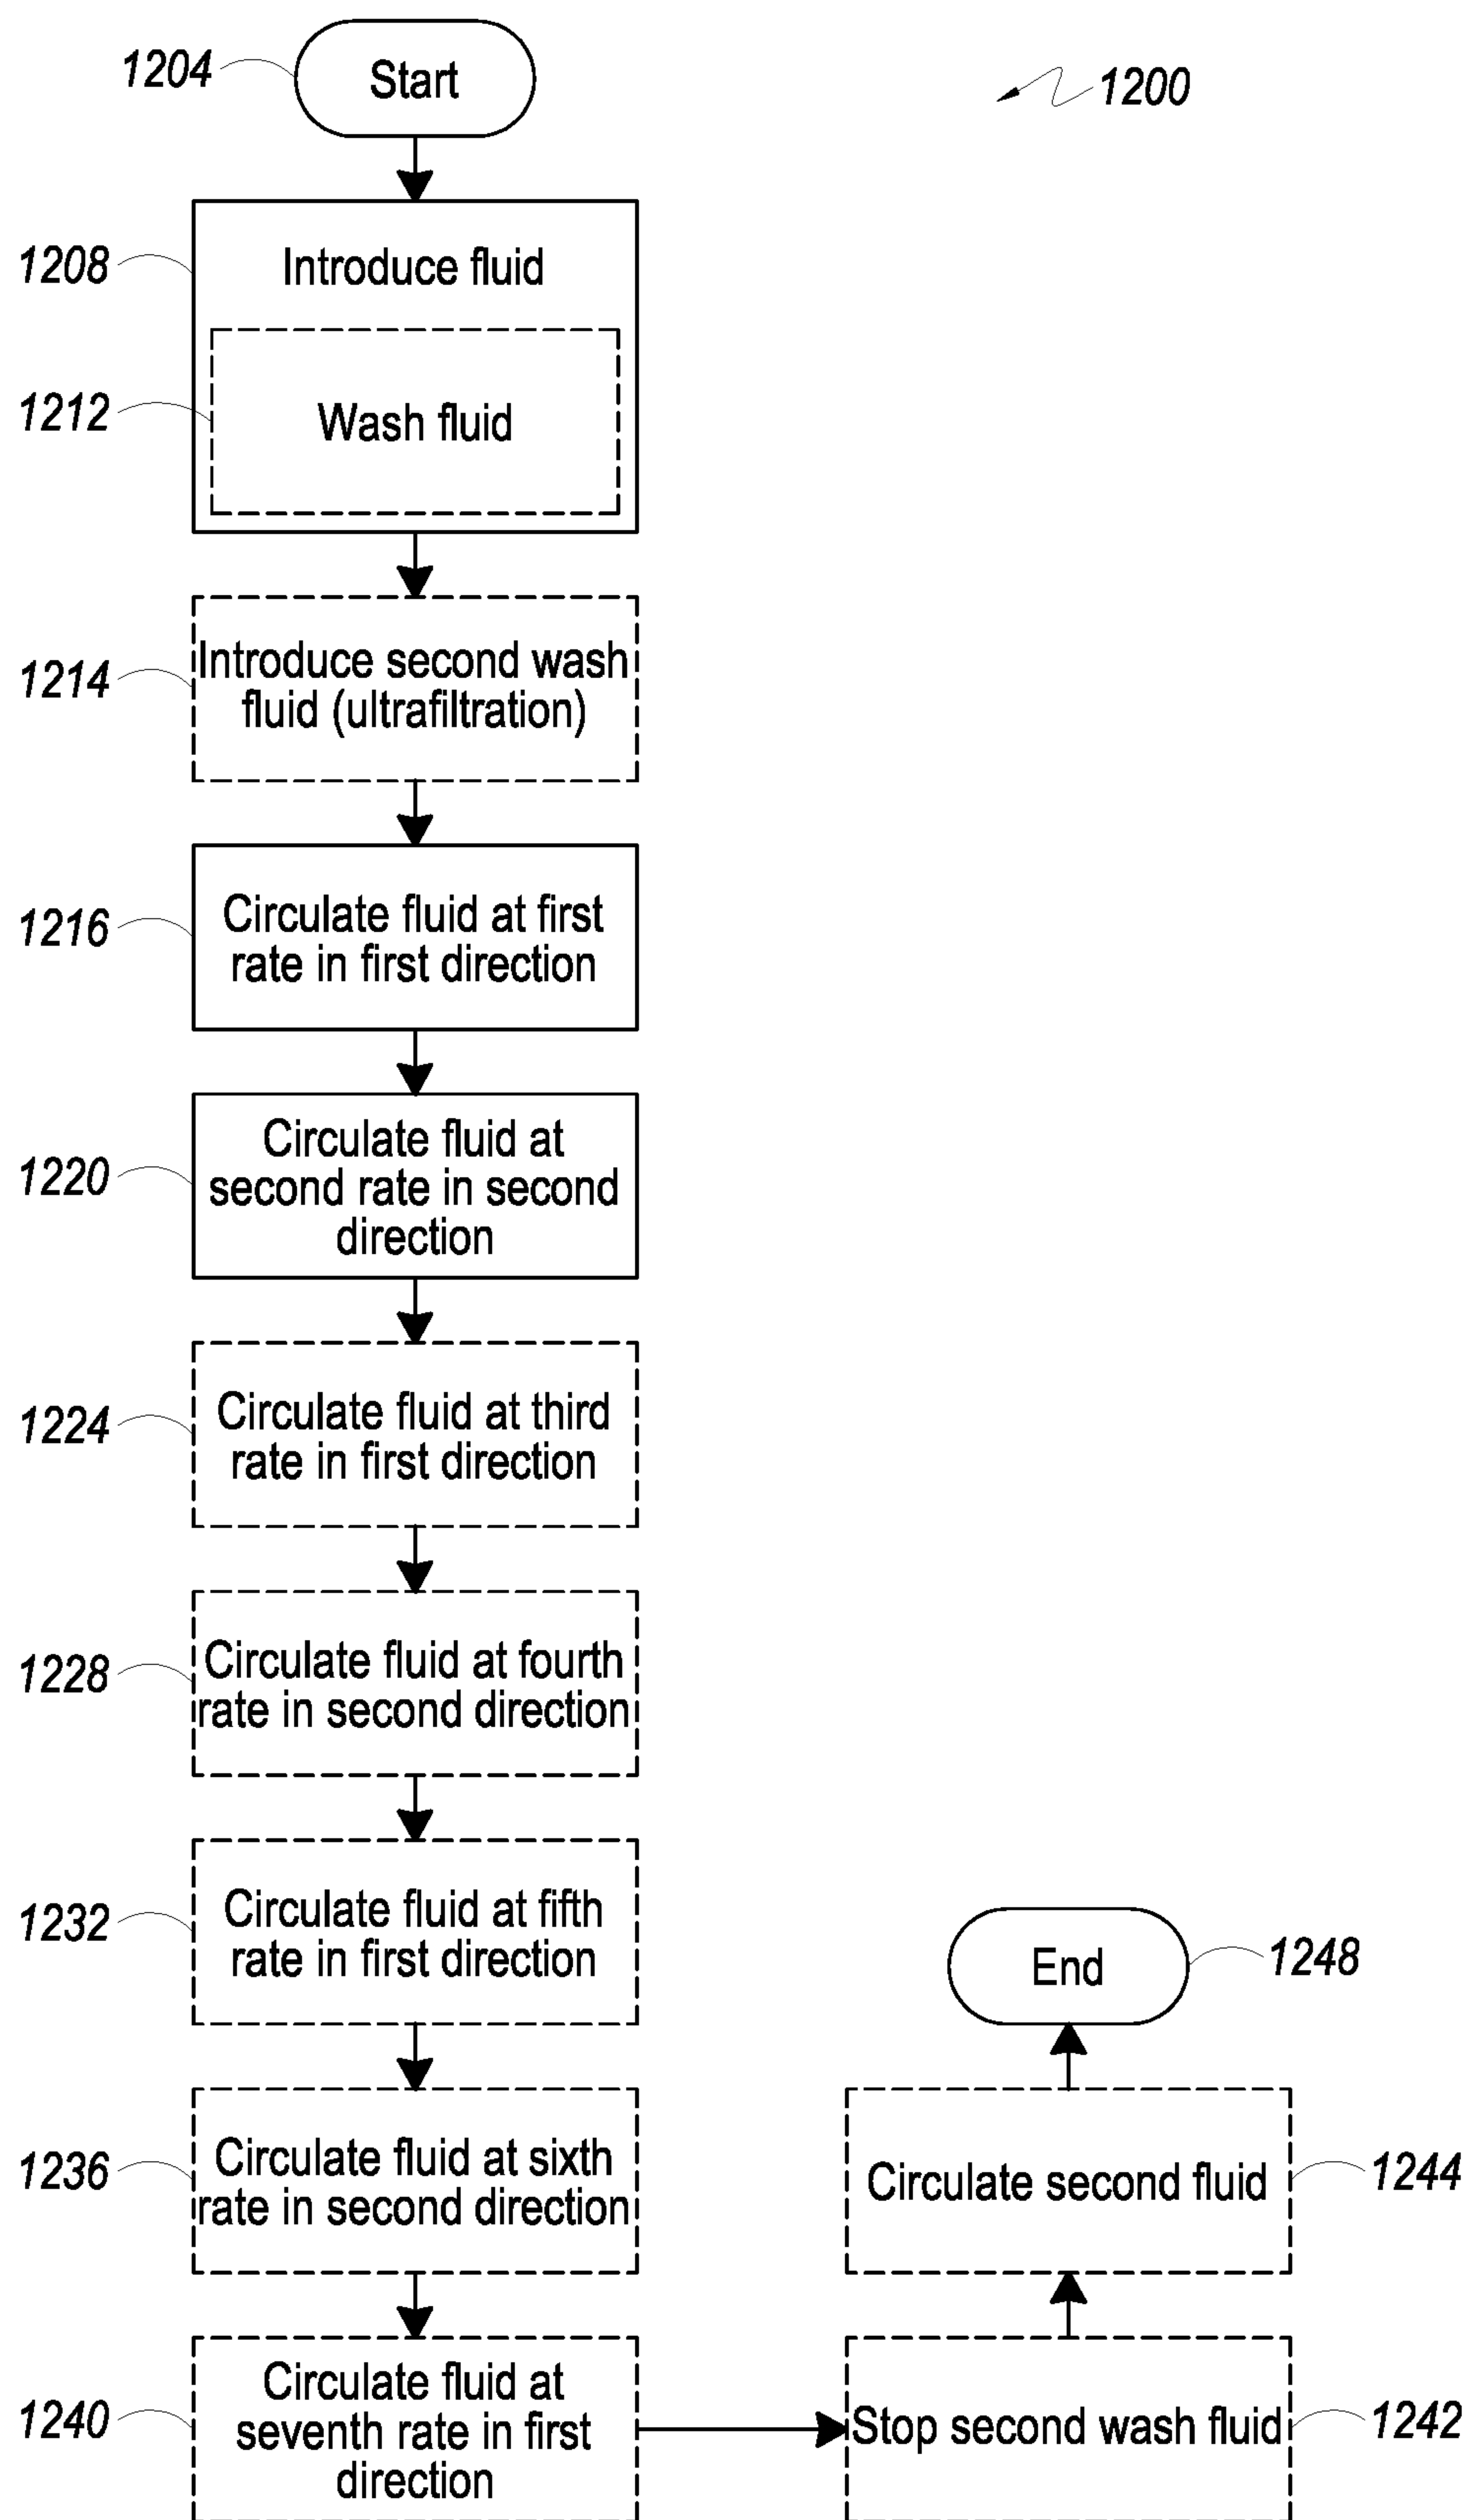 1204
Start
1200
1208
Introduce fluid
1212
Wash fluid
1214
Introduce second wash
fluid (ultrafiltration)
1216
Circulate fluid at first
rate in first direction
1220
Circulate fluid at
second rate in second
direction
1224
Circulate fluid at third
rate in first direction
1228
Circulate fluid at fourth
rate in second direction
1232
Circulate fluid at fifth
rate in first direction
1236
Circulate fluid at sixth
rate in second direction
1240
Circulate fluid at
seventh rate in first
direction
Stop second wash fluid
1242
Circulate second fluid
1244
End
1248